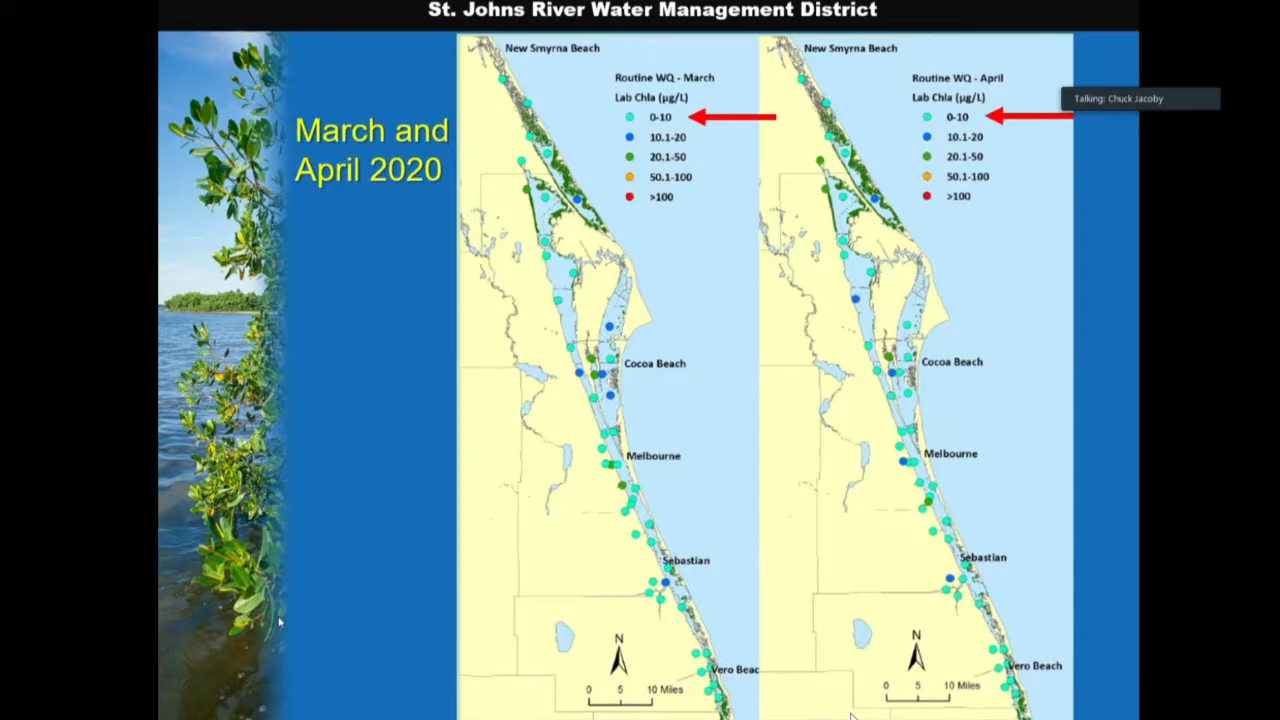 St. Johns River Water Management District
March and
April 2020
New Smyrna Beach
Routine WQ - March
Lab Chla (µg/L)
0-10
10.1-20
20.1-50
50.1-100
>100
Cocoa Beach
Melbourne
Sebastian
Vero Beac
N
0 5 10 Miles
New Smyrna Beach
Routine WQ - April
Lab Chla (µg/L)
0-10
10.1-20
20.1-50
50.1-100
>100
Cocoa Beach
Melbourne
Sebastian
Vero Beach
N
0 5 10 Miles
Talking: Chuck Jacoby